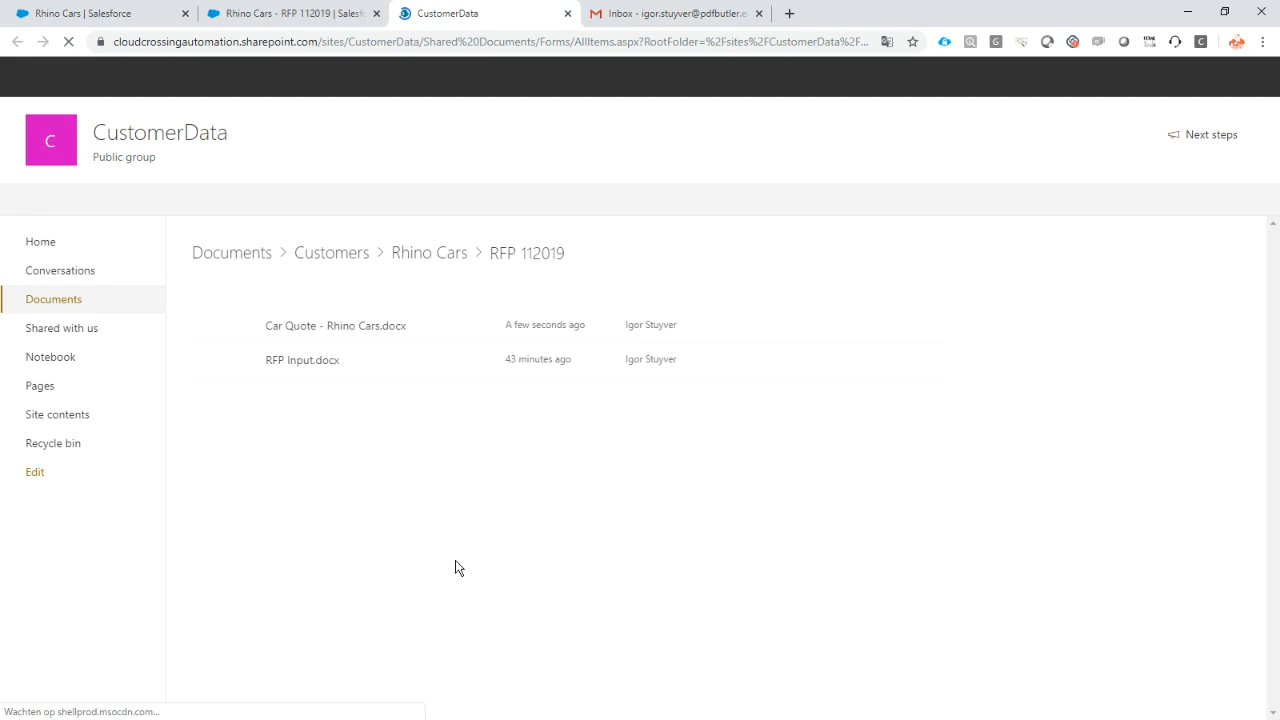 Rhino Cars | Salesforce
Rhino Cars - RFP 112019 | Salesf
CustomerData
Inbox - igor.stuyver@pdfbutler.e
cloudcrossingautomation.sharepoint.com/sites/CustomerData/Shared%20Documents/Forms/AllItems.aspx?RootFolder=%2Fsites%2FCustomerData%2F...
C
CustomerData
Public group
Next steps
Home
Conversations
Documents
Shared with us
Notebook
Pages
Site contents
Recycle bin
Edit
Documents > Customers > Rhino Cars > RFP 112019
Car Quote - Rhino Cars.docx A few seconds ago Igor Stuyver
RFP Input.docx 43 minutes ago Igor Stuyver
Wachten op shellprod.msocdn.com...